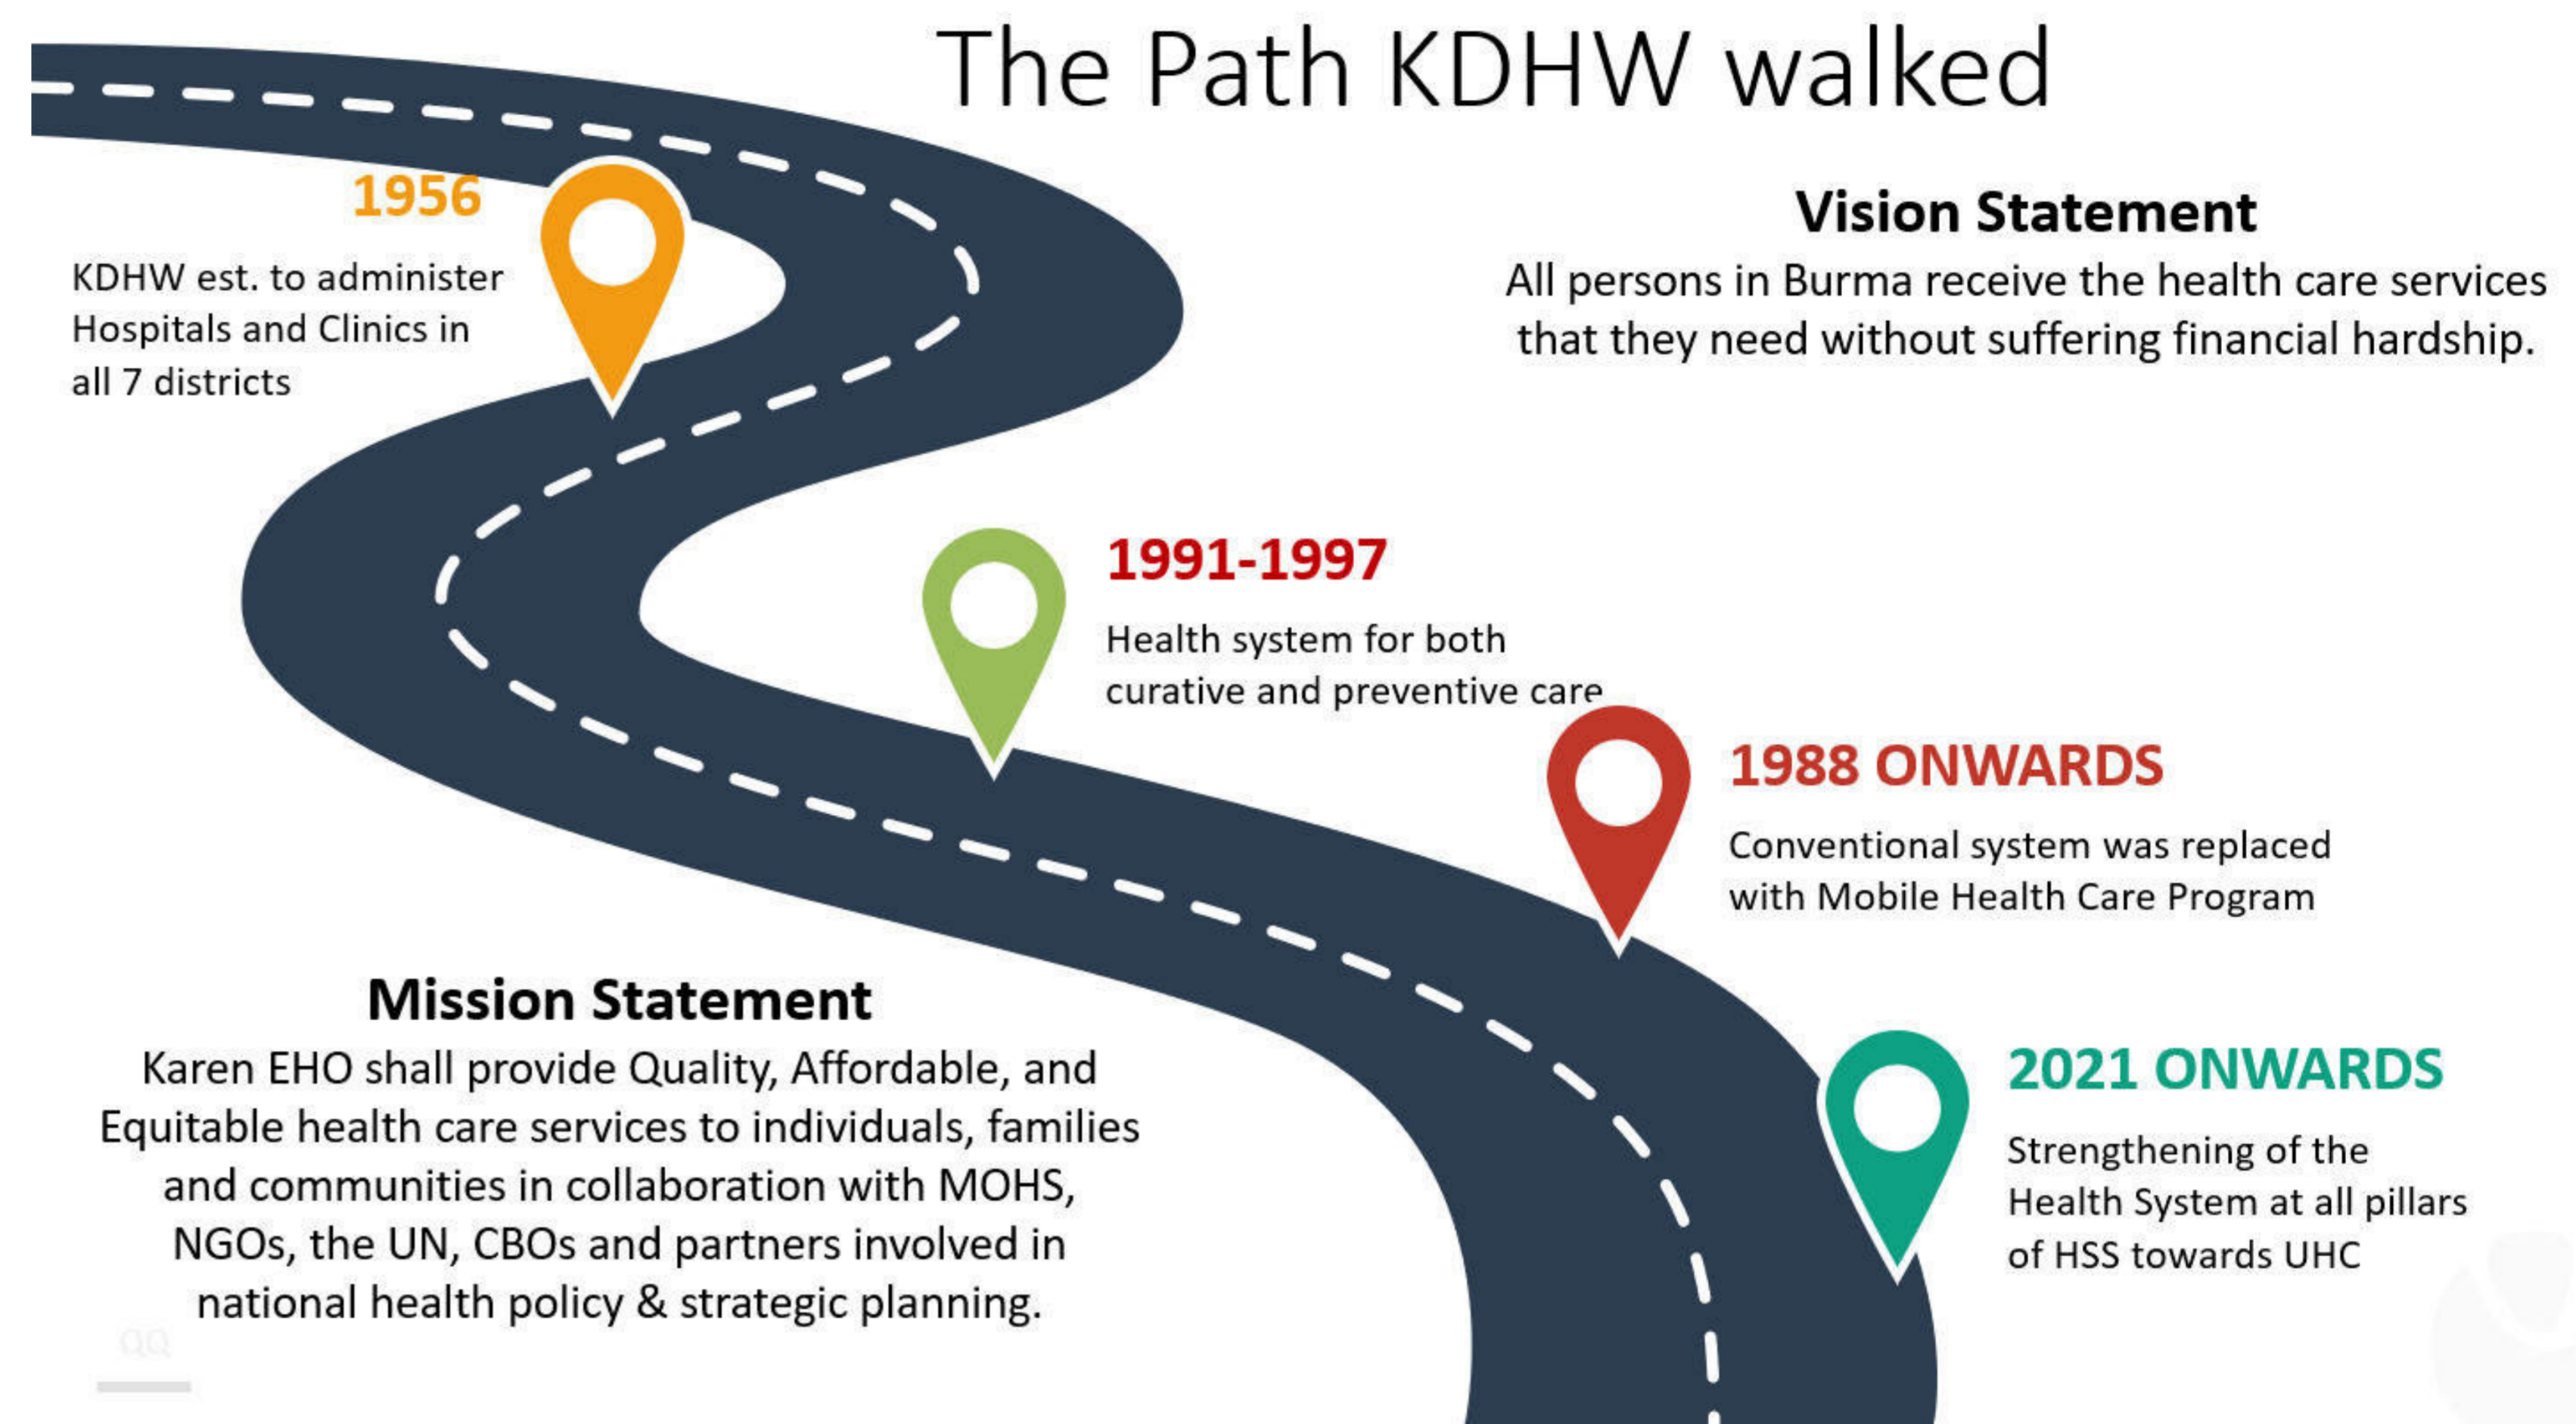 The Path KDHW walked
1956
KDHW est. to administer
Hospitals and Clinics in
all 7 districts
Vision Statement
All persons in Burma receive the health care services
that they need without suffering financial hardship.
1991-1997
Health system for both
curative and preventive care
1988 ONWARDS
Conventional system was replaced
with Mobile Health Care Program
Mission Statement
Karen EHO shall provide Quality, Affordable, and
Equitable health care services to individuals, families
and communities in collaboration with MOHS,
NGOs, the UN, CBOs and partners involved in
national health policy & strategic planning.
2021 ONWARDS
Strengthening of the
Health System at all pillars
of HSS towards UHC